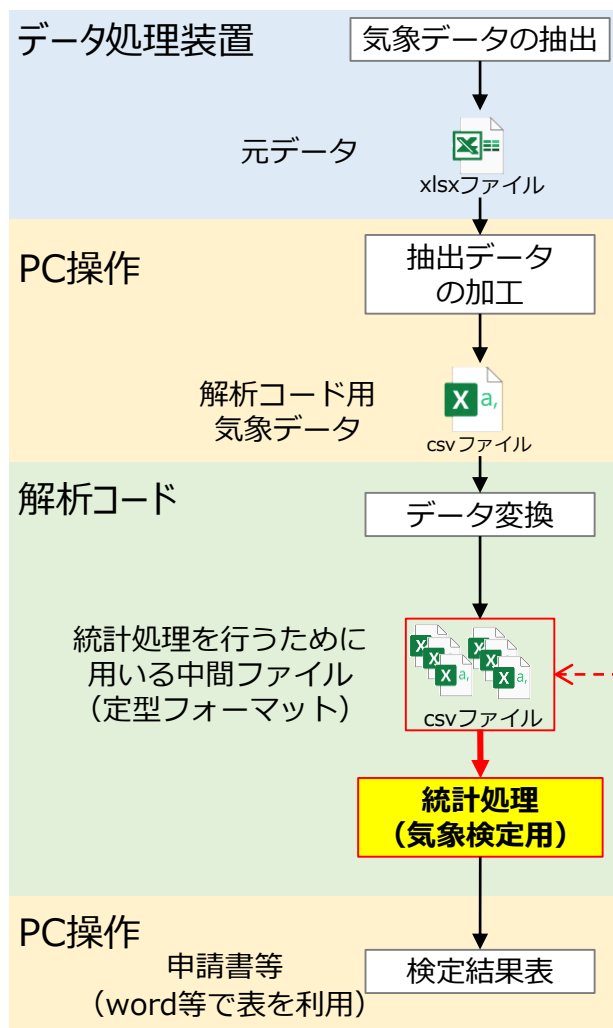 データ処理装置
気象データの抽出
元データ
xlsxファイル
PC操作
抽出データ
の加工
解析コード用
気象データ
a,
csvファイル
解析コード
データ変換
統計処理を行うために
用いる中間ファイル
（定型フォーマット）
a,
a,
csvファイル
統計処理
（気象検定用）
PC操作
申請書等
（word等で表を利用）
検定結果表